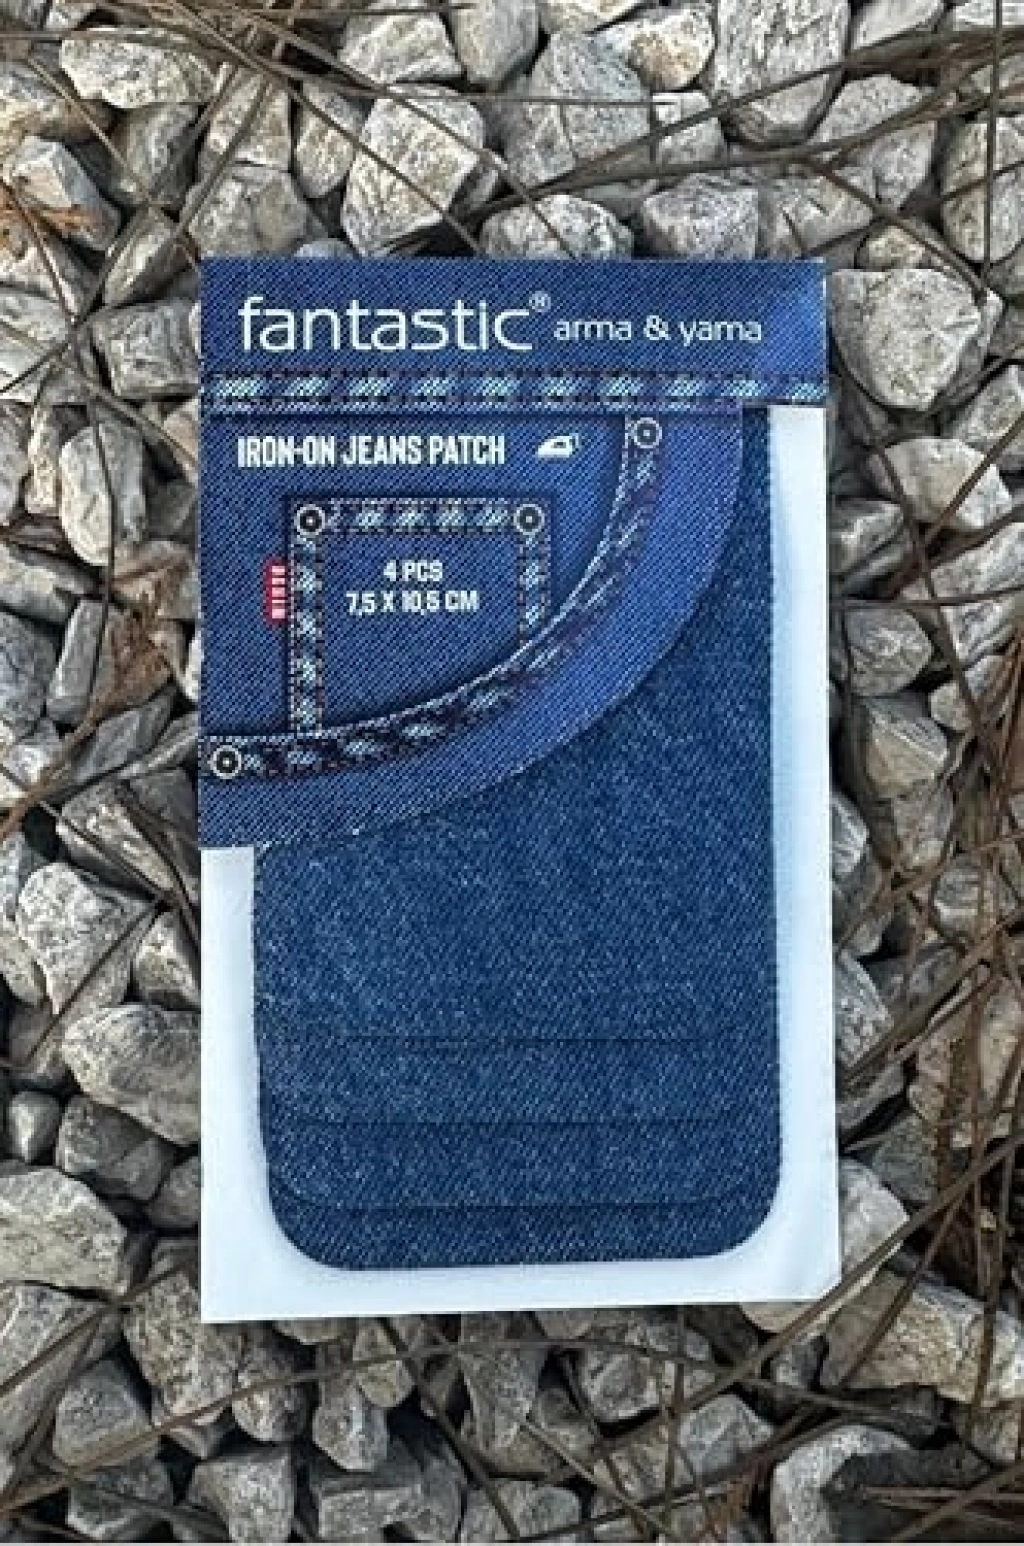 fantastic® arma & yama
IRON-ON JEANS PATCH
4 PCS
7,5 X 10,5 CM